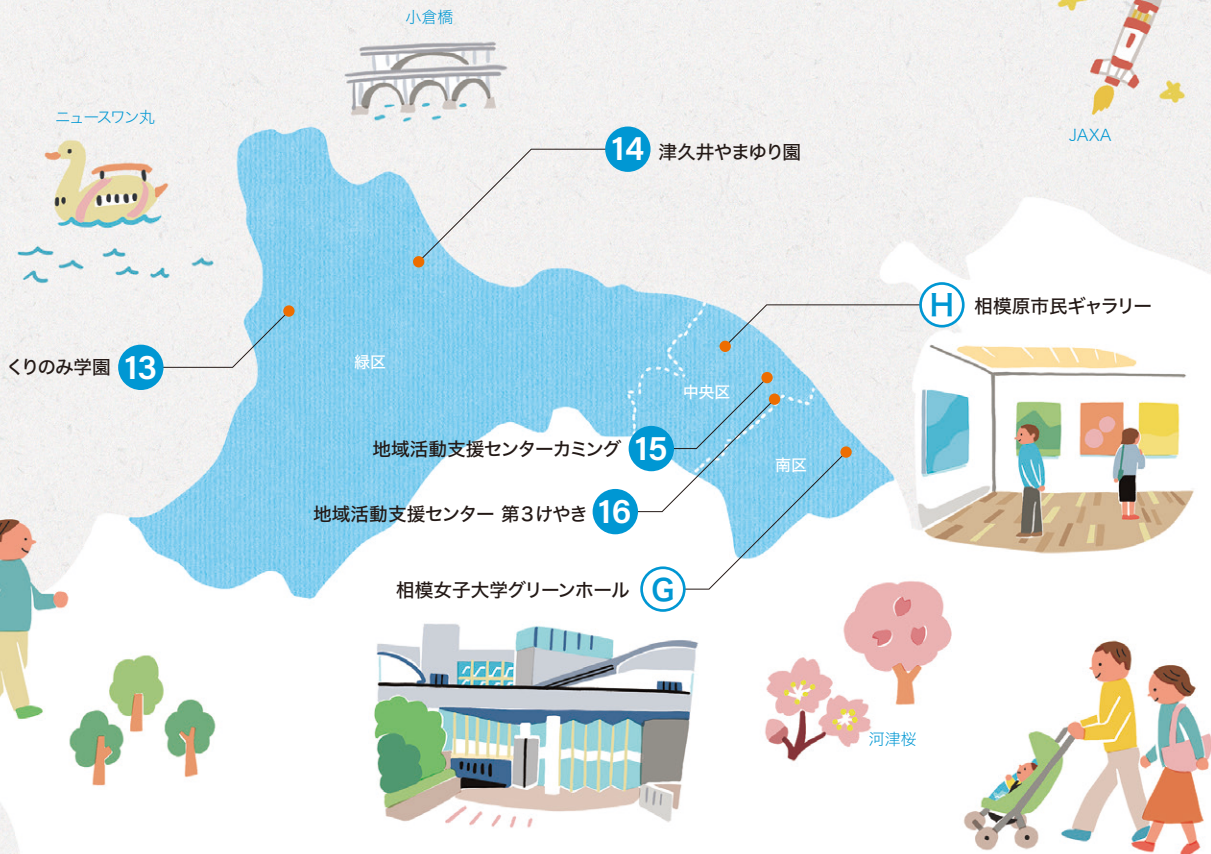 小倉橋
ニュースワン丸
JAXA
14 津久井やまゆり園
H 相模原市民ギャラリー
くりのみ学園 13
緑区
中央区
地域活動支援センターカミング 15
南区
地域活動支援センター 第3けやき 16
相模女子大学グリーンホール G
河津桜